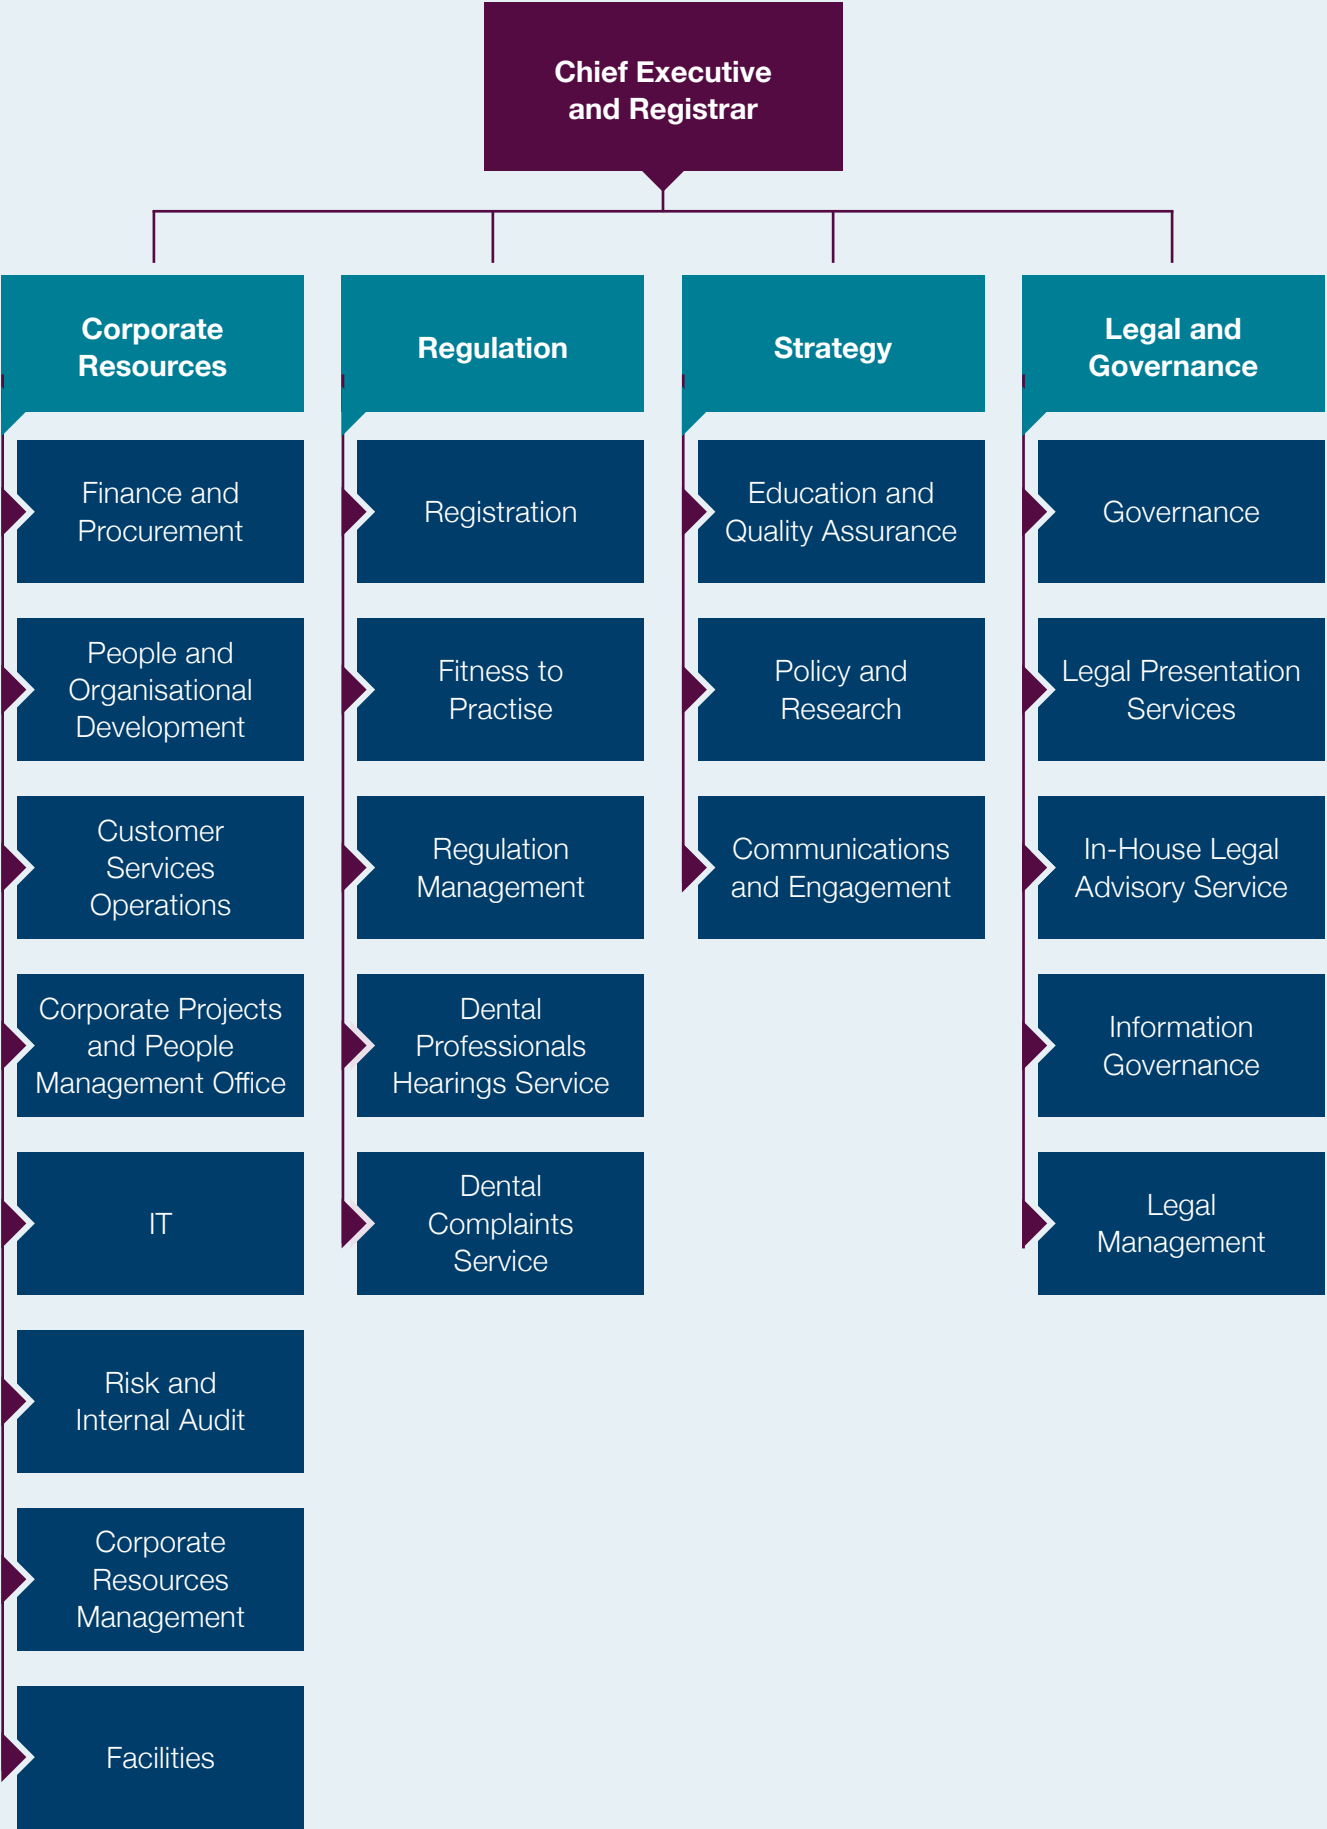 Chief Executive
and Registrar
Corporate
Resources
Finance and
Procurement
People and
Organisational
Development
Customer
Services
Operations
Corporate Projects
and People
Management Office
IT
Risk and
Internal Audit
Corporate
Resources
Management
Facilities
Regulation
Registration
Fitness to
Practise
Regulation
Management
Dental
Professionals
Hearings Service
Dental
Complaints
Service
Strategy
Education and
Quality Assurance
Policy and
Research
Communications
and Engagement
Legal and
Governance
Governance
Legal Presentation
Services
In-House Legal
Advisory Service
Information
Governance
Legal
Management